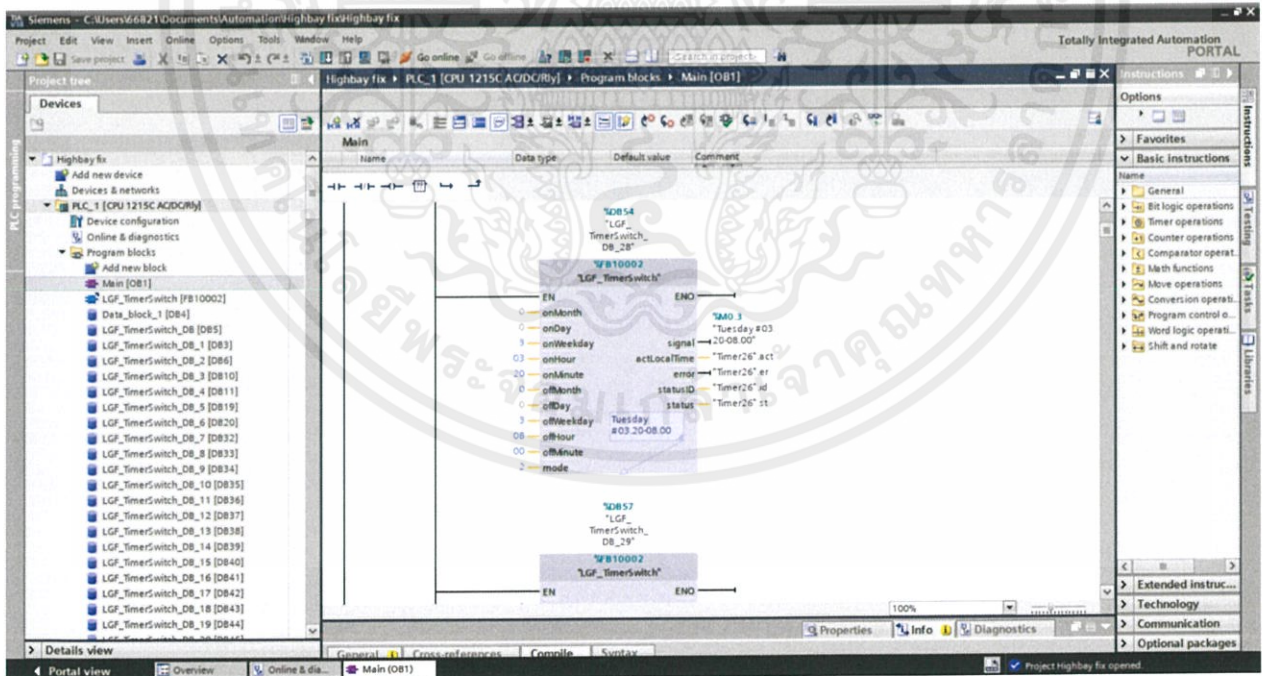 Siemens - C:\Users\66821\Documents\Automation\Highbay fix\Highbay fix
Project Edit View Insert Online Options Tools Window Help
Totally Integrated Automation
PORTAL
Save project
Go online
Go offline
Search in project
Project tree
Devices
Highbay fix
Add new device
Devices & networks
PLC_1 [CPU 1215C AC/DC/Rly]
Device configuration
Online & diagnostics
Program blocks
Add new block
Main [OB1]
LGF_TimerSwitch [FB10002]
Data_block_1 [DB4]
LGF_TimerSwitch_DB [DB5]
LGF_TimerSwitch_DB_1 [DB3]
LGF_TimerSwitch_DB_2 [DB6]
LGF_TimerSwitch_DB_3 [DB10]
LGF_TimerSwitch_DB_4 [DB11]
LGF_TimerSwitch_DB_5 [DB19]
LGF_TimerSwitch_DB_6 [DB20]
LGF_TimerSwitch_DB_7 [DB32]
LGF_TimerSwitch_DB_8 [DB33]
LGF_TimerSwitch_DB_9 [DB34]
LGF_TimerSwitch_DB_10 [DB35]
LGF_TimerSwitch_DB_11 [DB36]
LGF_TimerSwitch_DB_12 [DB37]
LGF_TimerSwitch_DB_13 [DB38]
LGF_TimerSwitch_DB_14 [DB39]
LGF_TimerSwitch_DB_15 [DB40]
LGF_TimerSwitch_DB_16 [DB41]
LGF_TimerSwitch_DB_17 [DB42]
LGF_TimerSwitch_DB_18 [DB43]
LGF_TimerSwitch_DB_19 [DB44]
Details view
PLC programming
Highbay fix PLC_1 [CPU 1215C AC/DC/Rly] Program blocks Main [OB1]
Main
Name Data type Default value Comment
%DB54
"LGF_
TimerSwitch_
DB_28"
%FB10002
"LGF_TimerSwitch"
EN ENO
0 onMonth
0 onDay
3 onWeekday
03 onHour
20 onMinute
0 offMonth
0 offDay
3 offWeekday
08 offHour
00 offMinute
mode
%M0.3
"Tuesday #03
signal 20-08.00"
actLocalTime "Timer26".act
error "Timer26".er
statusID "Timer26".id
status "Timer26".st
Tuesday
#03.20-08.00
%DB57
"LGF_
TimerSwitch_
DB_29"
%FB10002
"LGF_TimerSwitch"
EN ENO
100%
Properties Info Diagnostics
General Cross-references Compile Syntax
Instructions
Options
Favorites
Basic instructions
Name
General
Bit logic operations
Timer operations
Counter operations
Comparator operat...
Math functions
Move operations
Conversion operati...
Program control o...
Word logic operati...
Shift and rotate
Extended instruc...
Technology
Communication
Optional packages
Instructions
Testing
Tasks
Libraries
Portal view Overview Online & dia... Main (OB1)
Project Highbay fix opened.